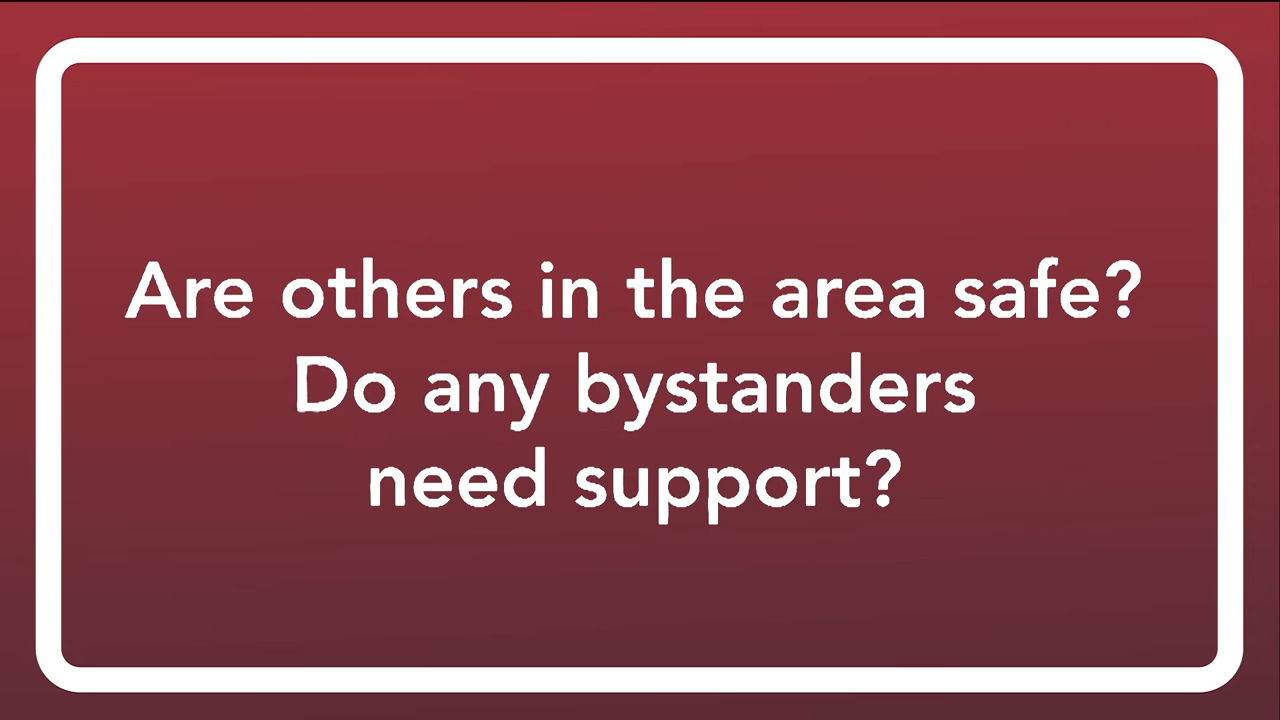 Are others in the area safe?
Do any bystanders
need support?